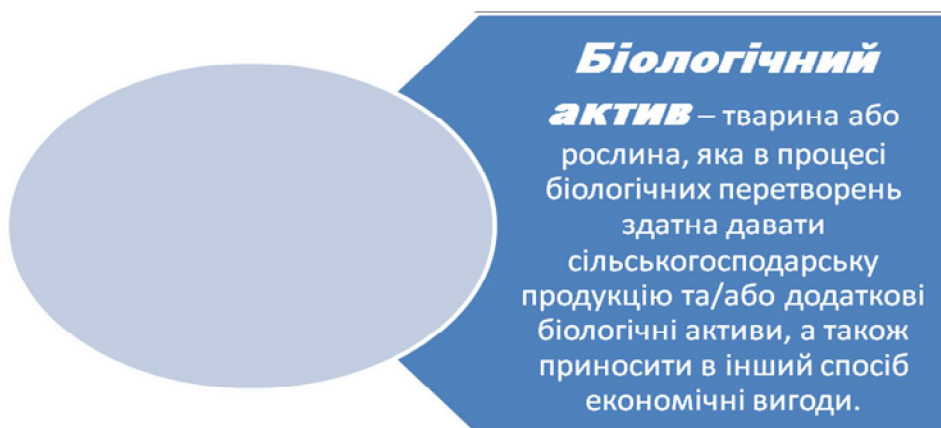 Біологічний
актив – тварина або
рослина, яка в процесі
біологічних перетворень
здатна давати
сільськогосподарську
продукцію та/або додаткові
біологічні активи, а також
приносити в інший спосіб
економічні вигоди.